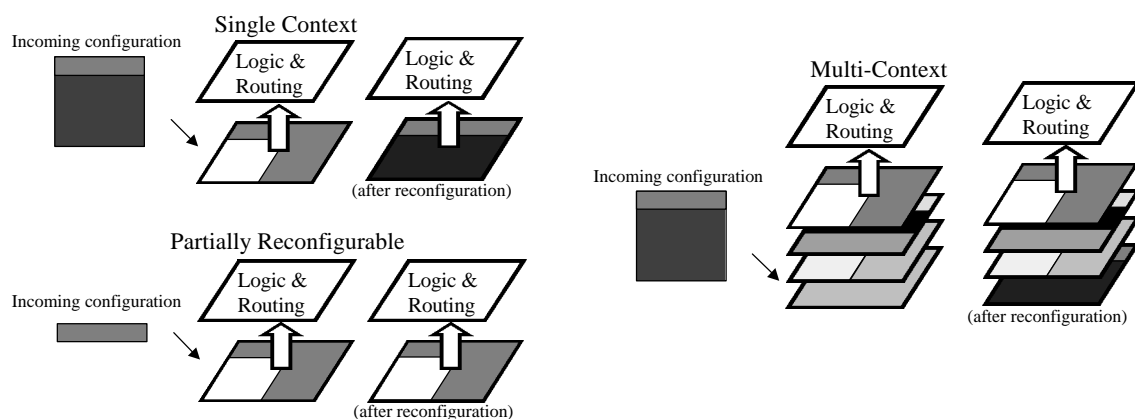 Single Context
Incoming configuration
Logic &
Routing
Logic &
Routing
(after reconfiguration)
Partially Reconfigurable
Incoming configuration
Logic &
Routing
Logic &
Routing
(after reconfiguration)
Multi-Context
Incoming configuration
Logic &
Routing
Logic &
Routing
(after reconfiguration)